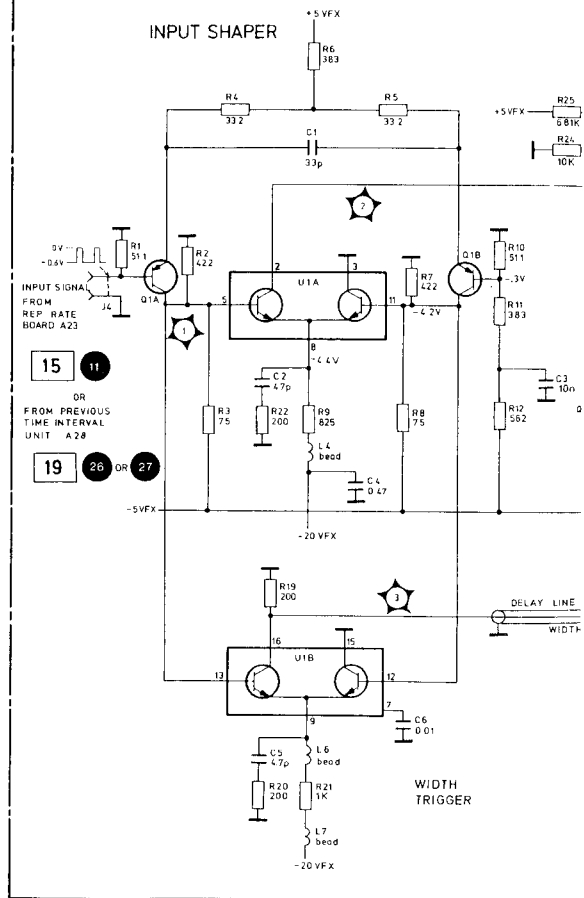 +5VFX
INPUT SHAPER
R6
383
R4
332
R5
332
C1
33p
+5VFX
R25
681K
R24
10K
2
0V
-0.6V
R1
511
R2
422
2
3
U1A
R7
422
Q1B
R10
511
-.3V
INPUT SIGNAL
FROM
REP RATE
BOARD A23
J4
Q1A
5
11
-4.2V
R11
383
1
8
-4.4V
15
11
OR
FROM PREVIOUS
TIME INTERVAL
UNIT A28
19
26
OR
27
C2
47p
R22
200
R9
825
L4
bead
R3
75
R8
75
C3
10n
R12
562
Q
C4
0.47
-5VFX
-20VFX
R19
200
3
DELAY LINE
WIDTH
16
15
U1B
13
12
7
9
C6
0.01
C5
4.7p
L6
bead
R20
200
R21
1K
WIDTH
TRIGGER
L7
bead
-20VFX